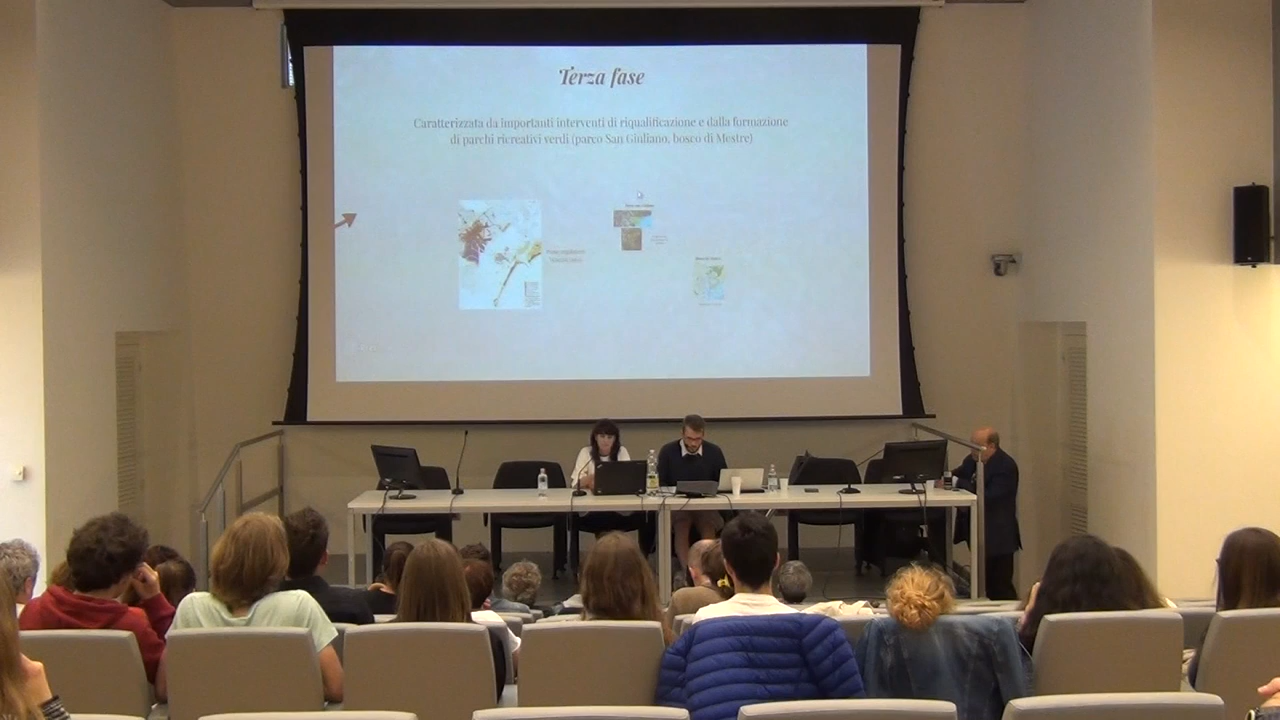 Terza fase
Caratterizzata da importanti interventi di riqualificazione e dalla formazione
di parchi ricreativi verdi (parco San Giuliano, bosco di Mestre)